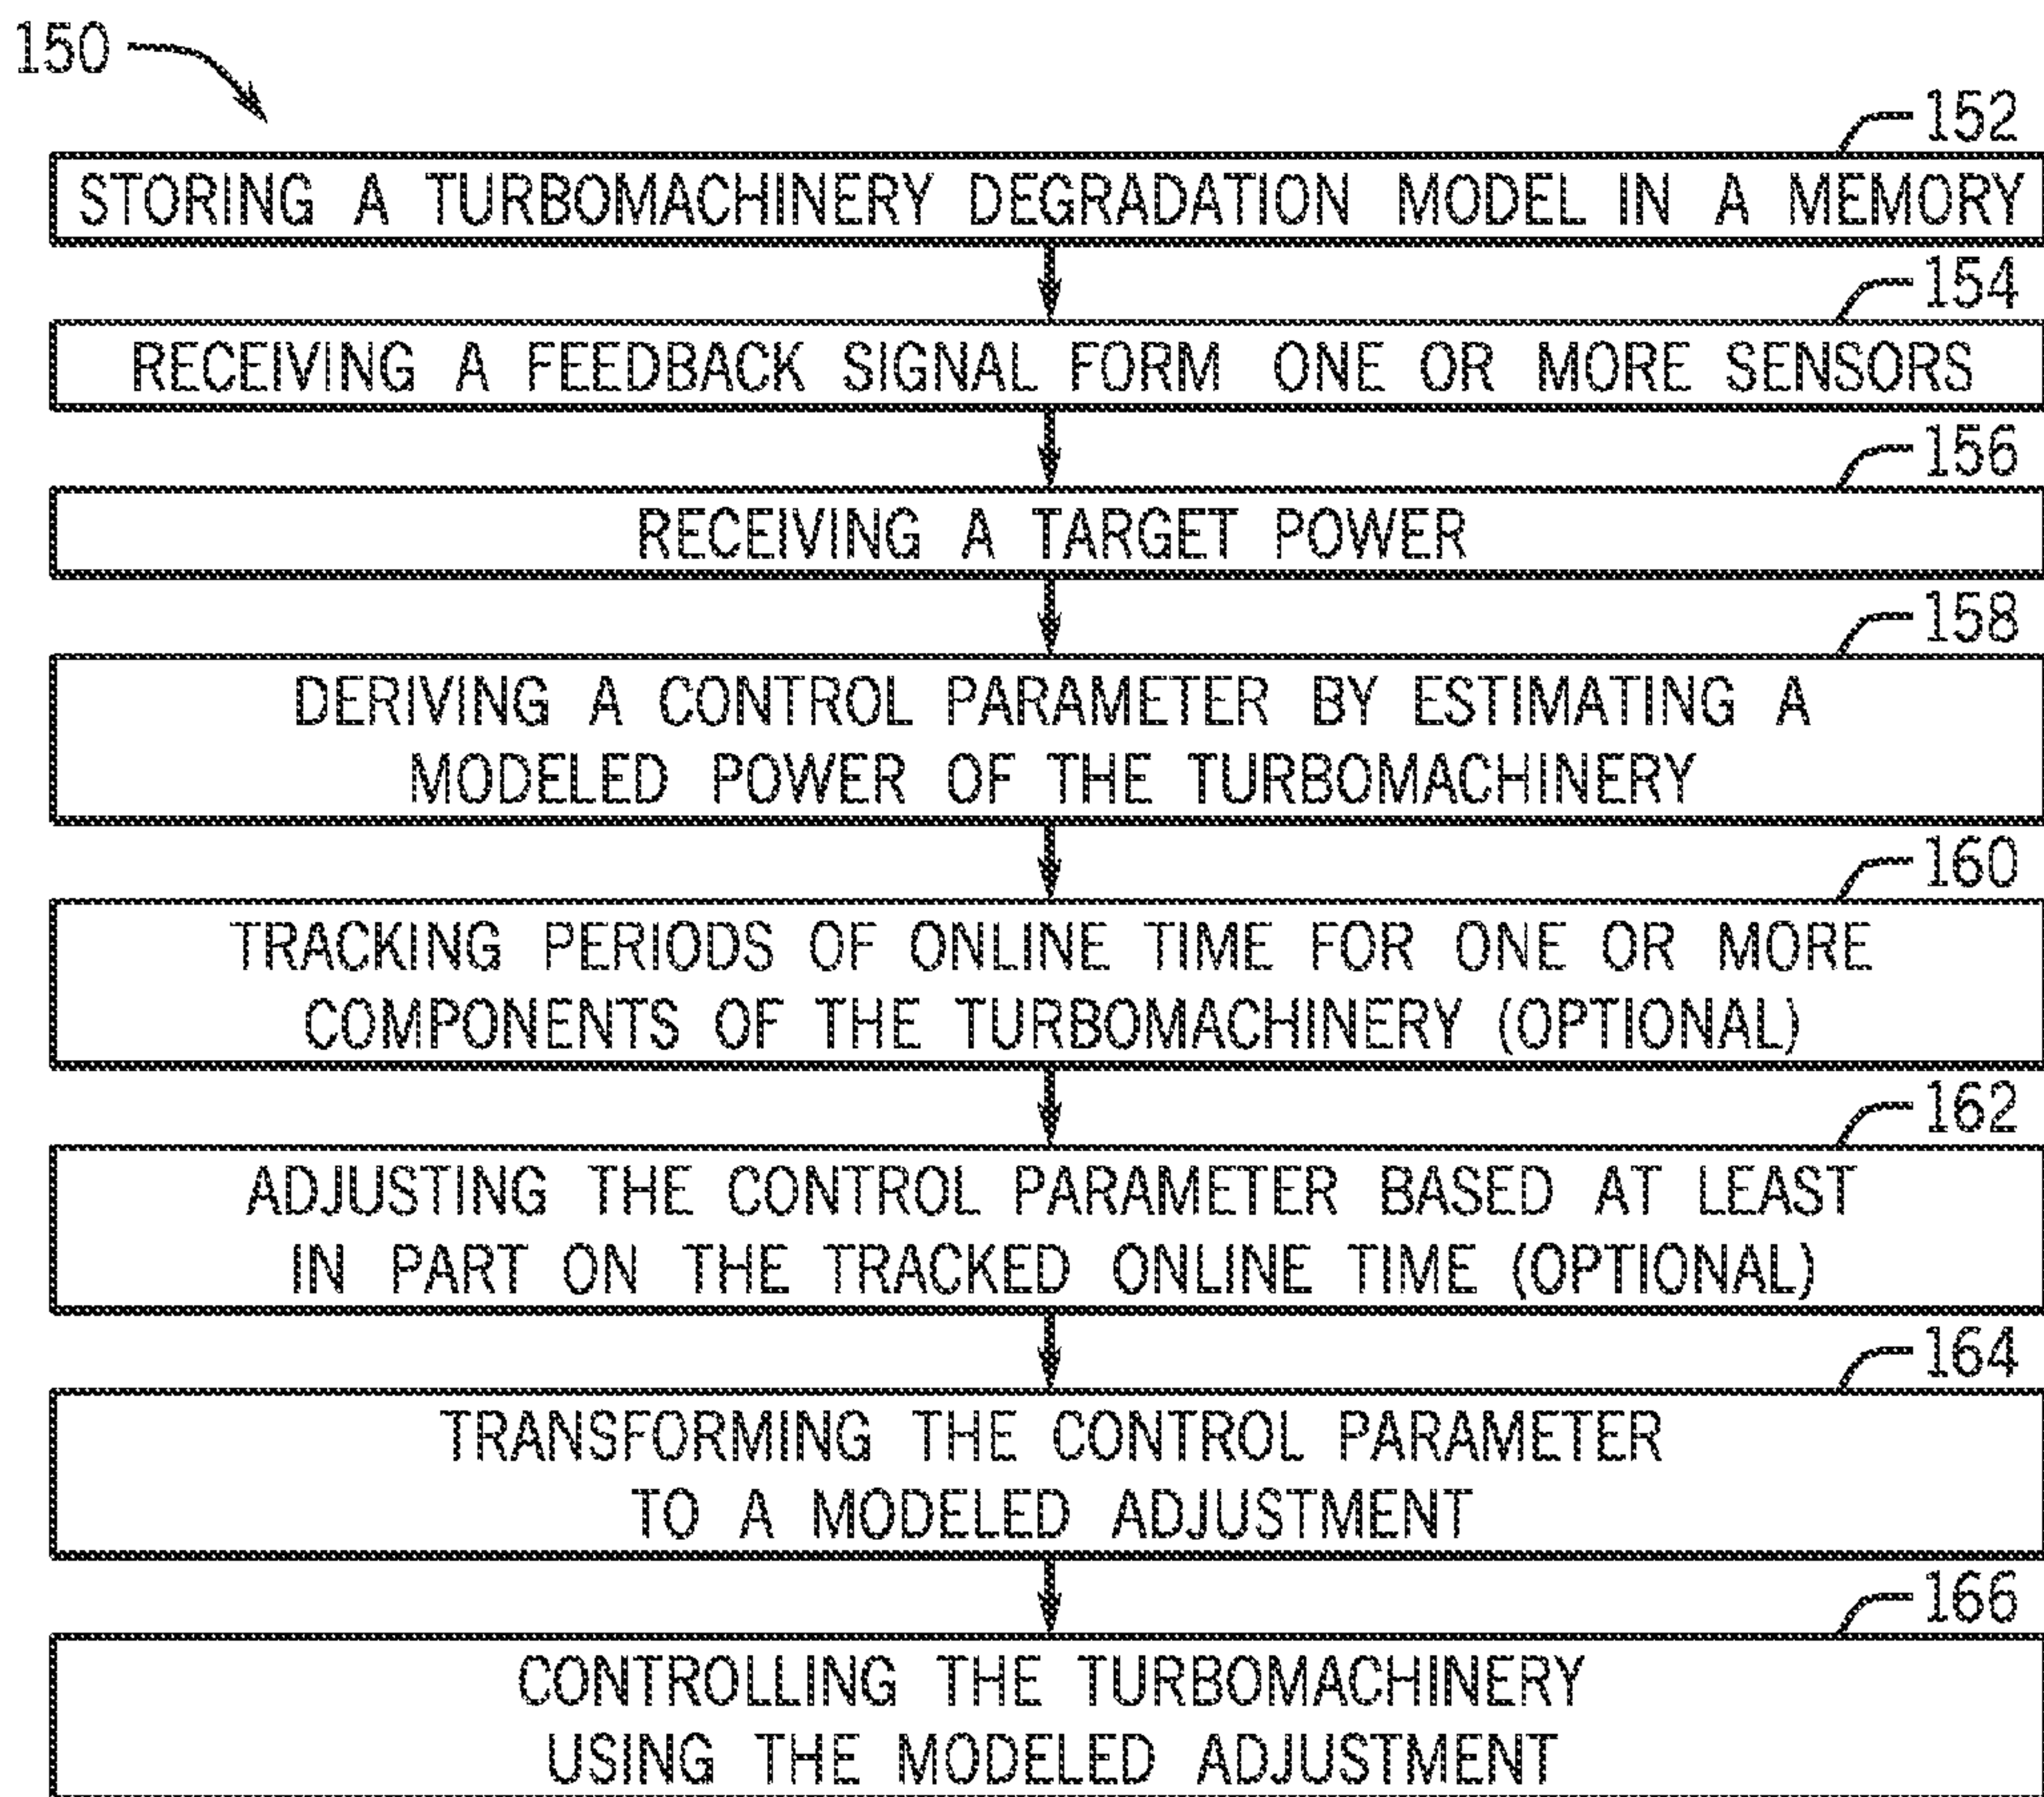 150
152
STORING A TURBOMACHINERY DEGRADATION MODEL IN A MEMORY
154
RECEIVING A FEEDBACK SIGNAL FORM ONE OR MORE SENSORS
156
RECEIVING A TARGET POWER
158
DERIVING A CONTROL PARAMETER BY ESTIMATING A
MODELED POWER OF THE TURBOMACHINERY
160
TRACKING PERIODS OF ONLINE TIME FOR ONE OR MORE
COMPONENTS OF THE TURBOMACHINERY (OPTIONAL)
162
ADJUSTING THE CONTROL PARAMETER BASED AT LEAST
IN PART ON THE TRACKED ONLINE TIME (OPTIONAL)
164
TRANSFORMING THE CONTROL PARAMETER
TO A MODELED ADJUSTMENT
166
CONTROLLING THE TURBOMACHINERY
USING THE MODELED ADJUSTMENT